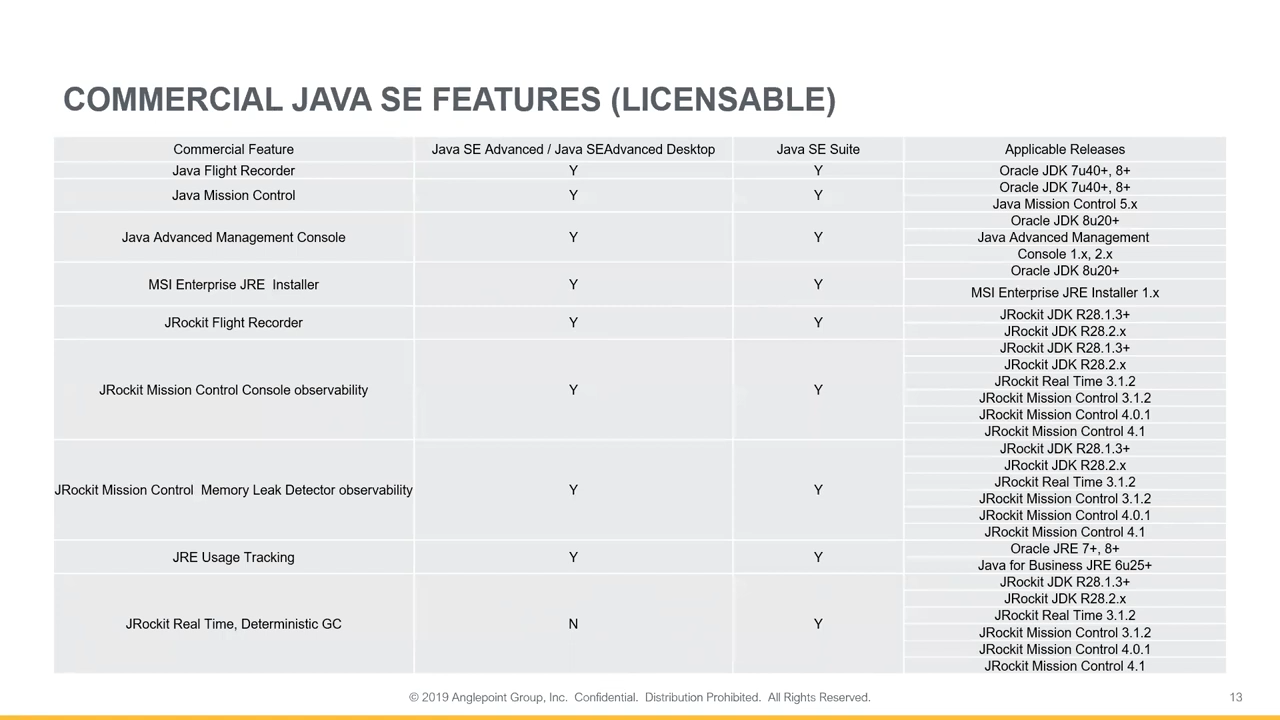 COMMERCIAL JAVA SE FEATURES (LICENSABLE)
Commercial Feature Java SE Advanced / Java SEAdvanced Desktop Java SE Suite Applicable Releases
Java Flight Recorder Y Y Oracle JDK 7u40+, 8+
Java Mission Control Y Y Oracle JDK 7u40+, 8+
Java Mission Control 5.x
Java Advanced Management Console Y Y Oracle JDK 8u20+
Java Advanced Management
Console 1.x, 2.x
MSI Enterprise JRE  Installer Y Y Oracle JDK 8u20+
MSI Enterprise JRE Installer 1.x
JRockit Flight Recorder Y Y JRockit JDK R28.1.3+
JRockit JDK R28.2.x
JRockit Mission Control Console observability Y Y JRockit JDK R28.1.3+
JRockit JDK R28.2.x
JRockit Real Time 3.1.2
JRockit Mission Control 3.1.2
JRockit Mission Control 4.0.1
JRockit Mission Control 4.1
JRockit Mission Control  Memory Leak Detector observability Y Y JRockit JDK R28.1.3+
JRockit JDK R28.2.x
JRockit Real Time 3.1.2
JRockit Mission Control 3.1.2
JRockit Mission Control 4.0.1
JRockit Mission Control 4.1
JRE Usage Tracking Y Y Oracle JRE 7+, 8+
Java for Business JRE 6u25+
JRockit Real Time, Deterministic GC N Y JRockit JDK R28.1.3+
JRockit JDK R28.2.x
JRockit Real Time 3.1.2
JRockit Mission Control 3.1.2
JRockit Mission Control 4.0.1
JRockit Mission Control 4.1
© 2019 Anglepoint Group, Inc.  Confidential.  Distribution Prohibited.  All Rights Reserved. 13